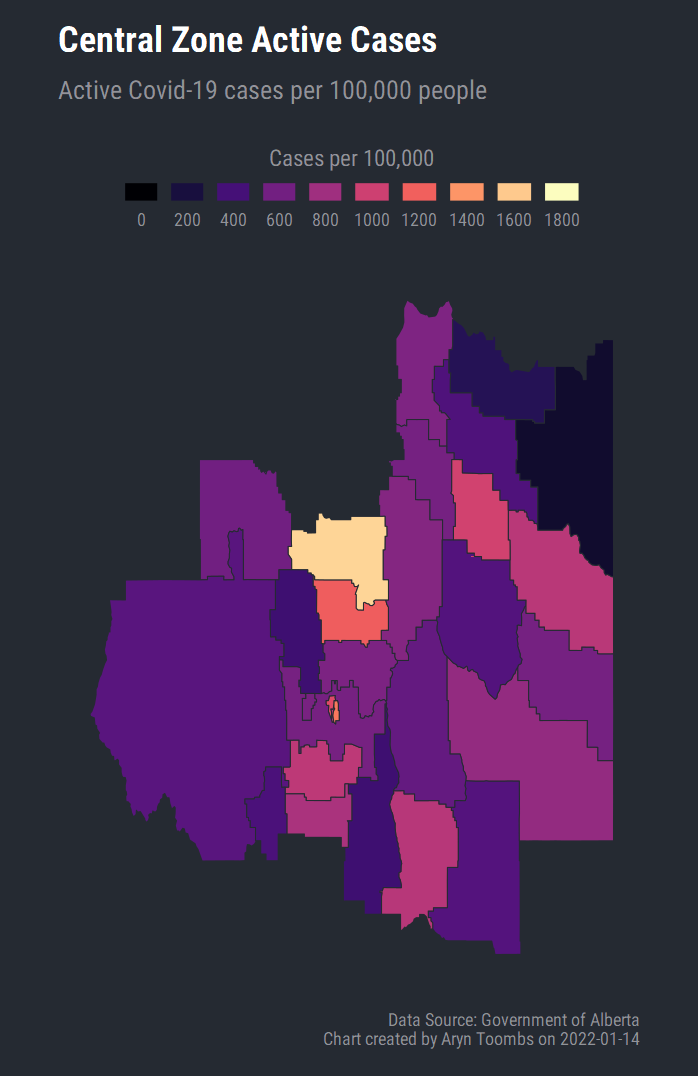 Central Zone Active Cases
Active Covid-19 cases per 100,000 people
Cases per 100,000
0 200 400 600 800 1000 1200 1400 1600 1800
Data Source: Government of Alberta
Chart created by Aryn Toombs on 2022-01-14